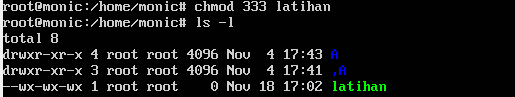 root@monic:/home/monic# chmod 333 latihan
root@monic:/home/monic# ls -l
total 8
drwxr-xr-x 4 root root 4096 Nov  4 17:43 A
drwxr-xr-x 3 root root 4096 Nov  4 17:41 ,A
--wx-wx-wx 1 root root    0 Nov 18 17:02 latihan